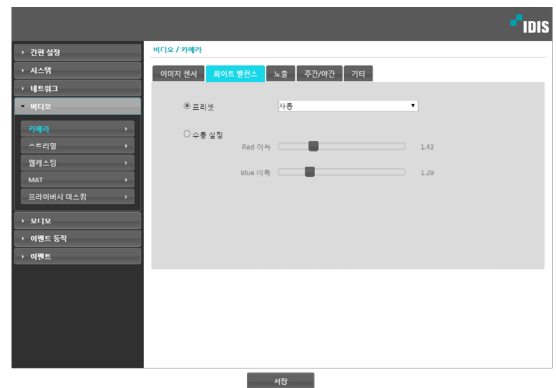 IDIS
간편 설정
시스템
네트워크
비디오
카메라
스트리밍
웹캐스팅
MAT
프라이버시 마스킹
오디오
이벤트 동작
이벤트
비디오 / 카메라
이미지 센서 화이트 밸런스 노출 주간/야간 기타
프리셋 자동
수동 설정
Red 이득 1.43
Blue 이득 1.29
저장